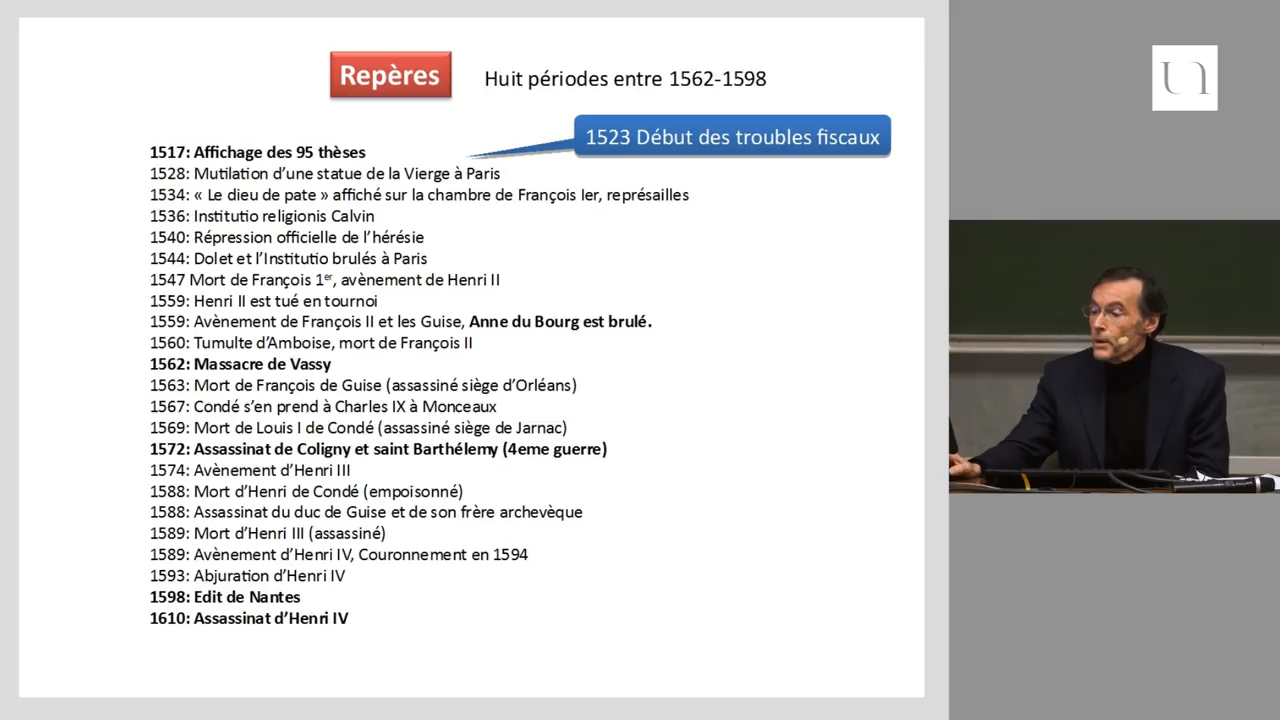 Repères
Huit périodes entre 1562-1598
1523 Début des troubles fiscaux
1517: Affichage des 95 thèses
1528: Mutilation d’une statue de la Vierge à Paris
1534: « Le dieu de pate » affiché sur la chambre de François Ier, représailles
1536: Institutio religionis Calvin
1540: Répression officielle de l’hérésie
1544: Dolet et l’Institutio brulés à Paris
1547 Mort de François 1er, avènement de Henri II
1559: Henri II est tué en tournoi
1559: Avènement de François II et les Guise, Anne du Bourg est brulé.
1560: Tumulte d’Amboise, mort de François II
1562: Massacre de Vassy
1563: Mort de François de Guise (assassiné siège d’Orléans)
1567: Condé s’en prend à Charles IX à Monceaux
1569: Mort de Louis I de Condé (assassiné siège de Jarnac)
1572: Assassinat de Coligny et saint Barthélemy (4eme guerre)
1574: Avènement d’Henri III
1588: Mort d’Henri de Condé (empoisonné)
1588: Assassinat du duc de Guise et de son frère archevèque
1589: Mort d’Henri III (assassiné)
1589: Avènement d’Henri IV, Couronnement en 1594
1593: Abjuration d’Henri IV
1598: Edit de Nantes
1610: Assassinat d’Henri IV